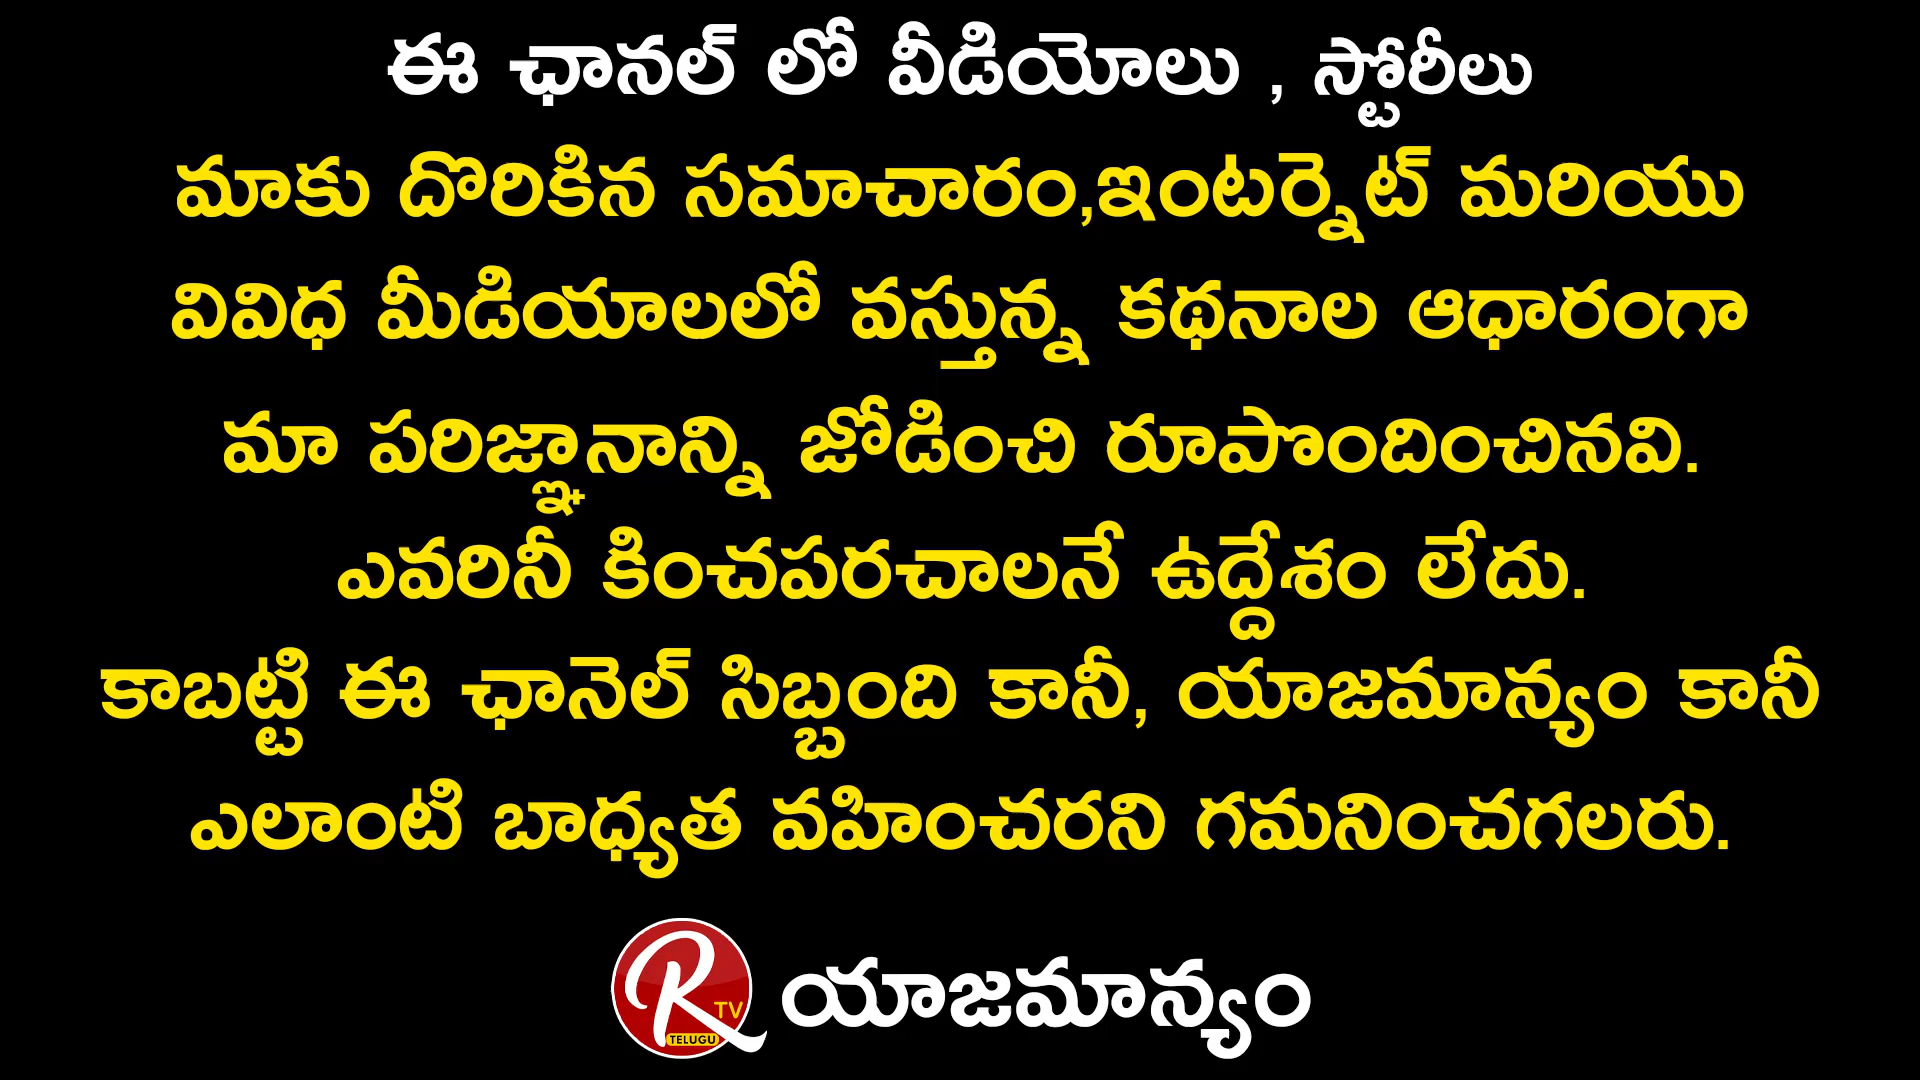 ఈ ఛానల్ లో వీడియోలు , స్టోరీలు
మాకు దొరికిన సమాచారం,ఇంటర్నెట్ మరియు
వివిధ మీడియాలలో వస్తున్న కథనాల ఆధారంగా
మా పరిజ్ఞానాన్ని జోడించి రూపొందించినవి.
ఎవరినీ కించపరచాలనే ఉద్దేశం లేదు.
కాబట్టి ఈ ఛానెల్ సిబ్బంది కానీ, యాజమాన్యం కానీ
ఎలాంటి బాధ్యత వహించరని గమనించగలరు.
R TV TELUGU యాజమాన్యం